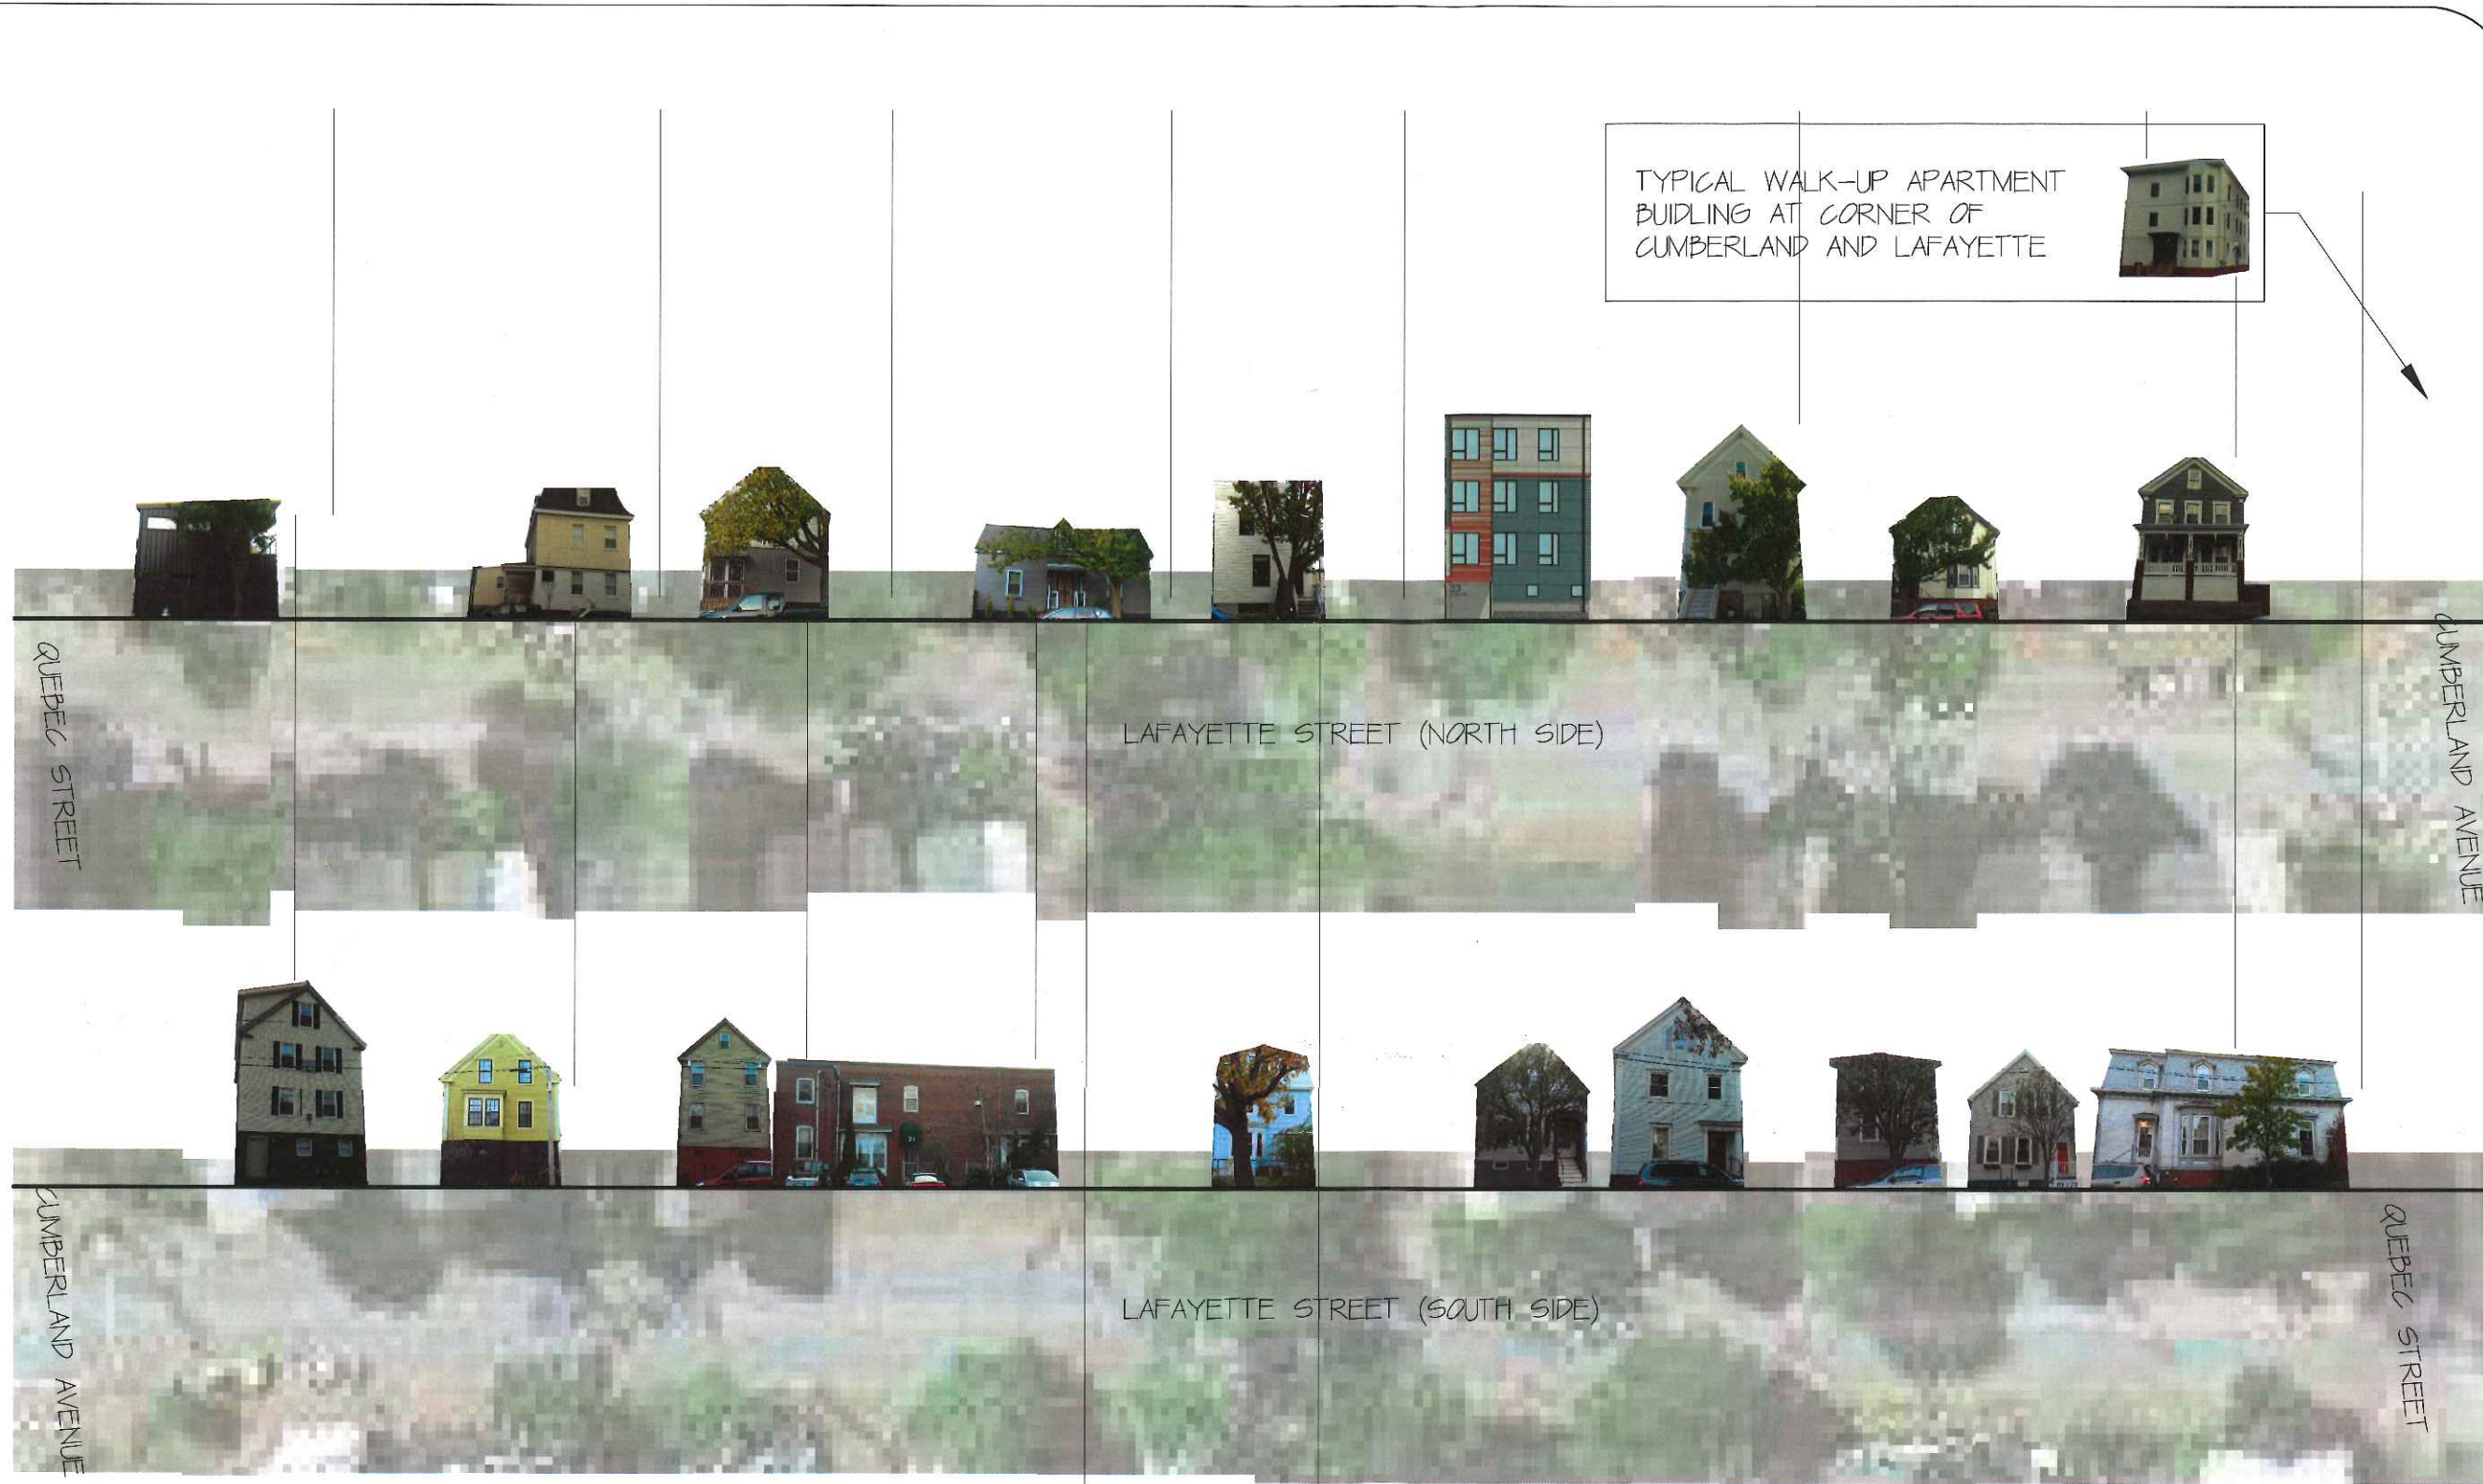 TYPICAL WALK-UP APARTMENT
BUIDLING AT CORNER OF
CUMBERLAND AND LAFAYETTE
QUEBEC STREET
LAFAYETTE STREET (NORTH SIDE)
CUMBERLAND AVENUE
CUMBERLAND AVENUE
LAFAYETTE STREET (SOUTH SIDE)
QUEBEC STREET